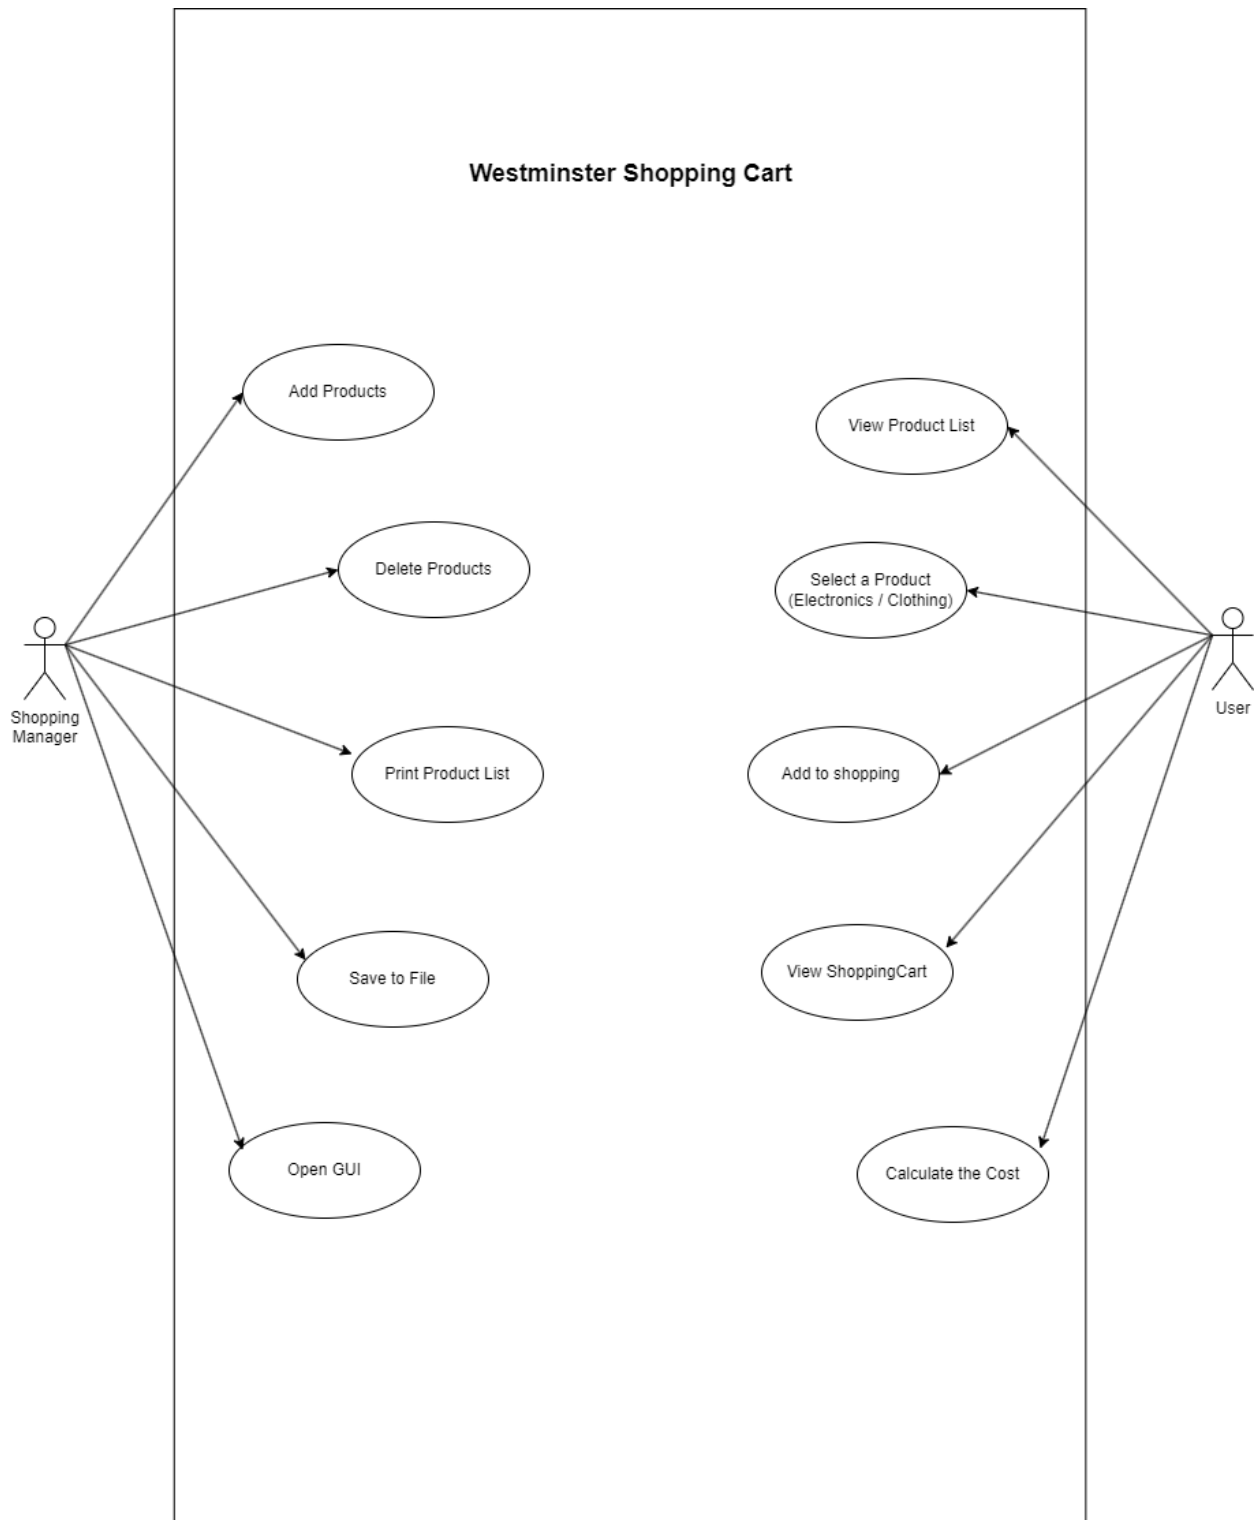 Westminster Shopping Cart
Add Products
Delete Products
Print Product List
Save to File
Open GUI
Shopping
Manager
View Product List
Select a Product
(Electronics / Clothing)
Add to shopping
View ShoppingCart
Calculate the Cost
User